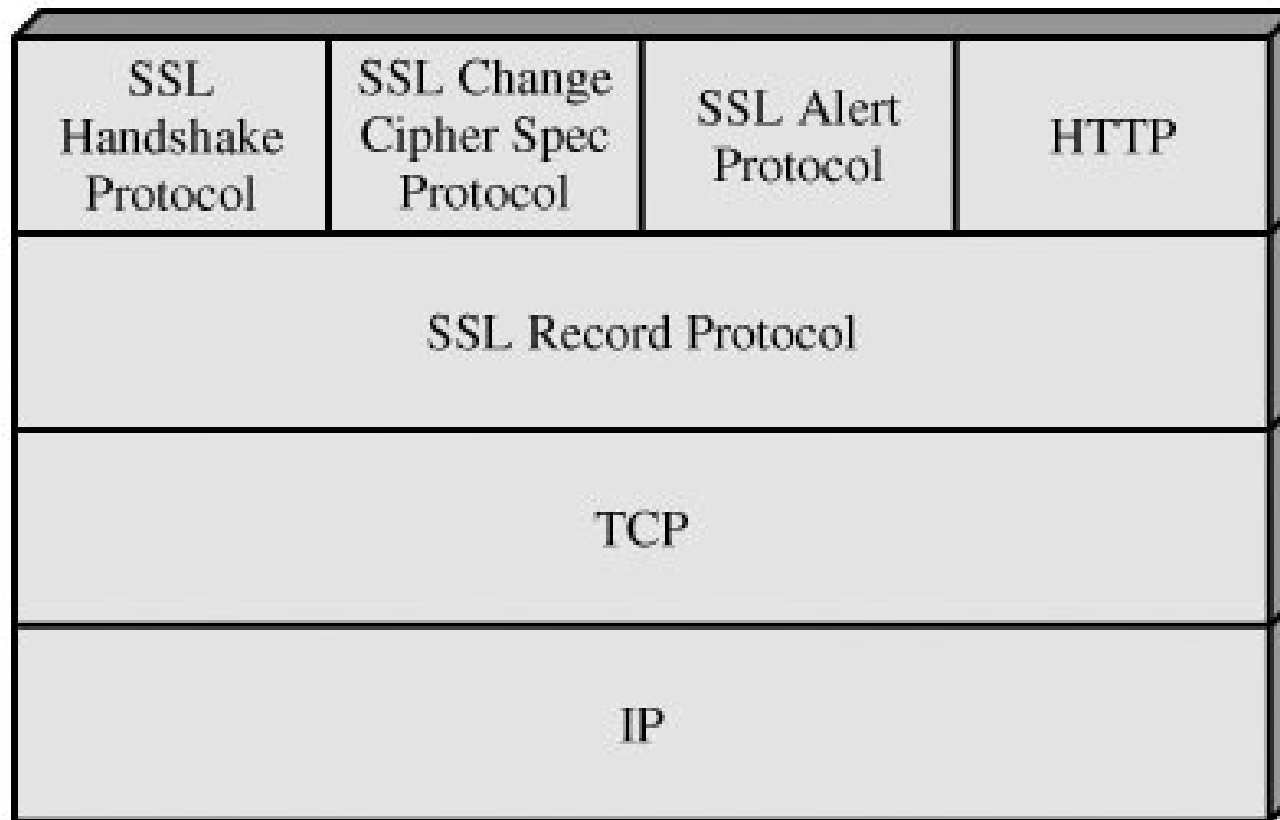 SSL
Handshake
Protocol
SSL Change
Cipher Spec
Protocol
SSL Alert
Protocol
HTTP
SSL Record Protocol
TCP
IP